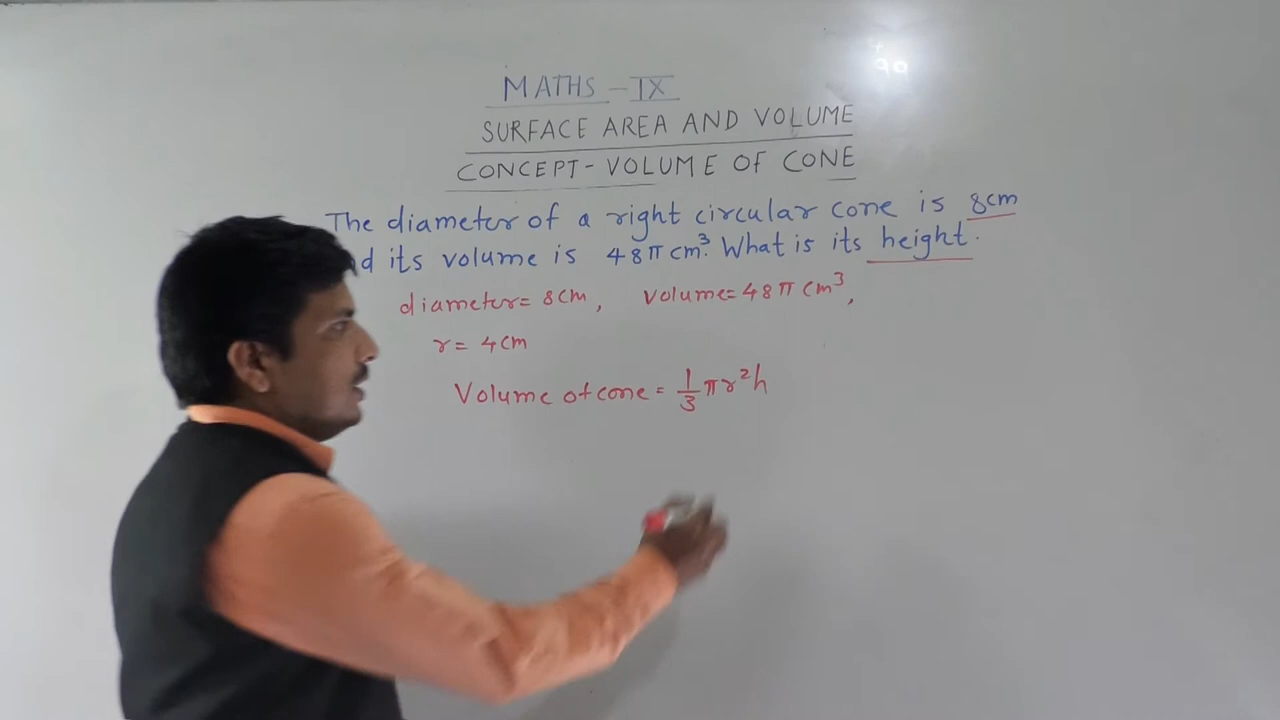 MATHS - IX
SURFACE AREA AND VOLUME
CONCEPT - VOLUME OF CONE
The diameter of a right circular cone is 8cm
d its volume is 48π cm³. What is its height.
diameter = 8cm, volume = 48π cm³,
r = 4cm
Volume of cone = 1/3 πr²h